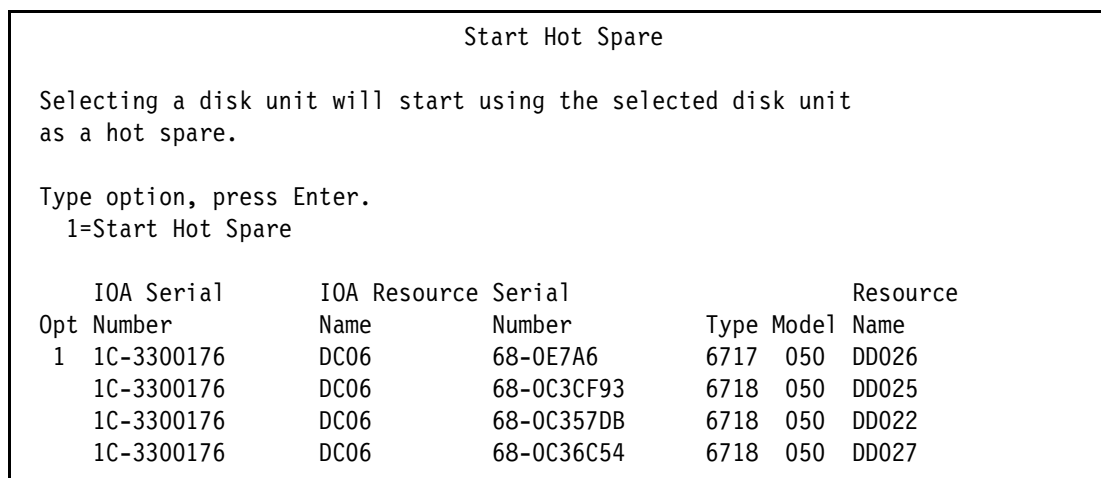 Start Hot Spare
Selecting a disk unit will start using the selected disk unit
as a hot spare.
Type option, press Enter.
1=Start Hot Spare
IOA Serial IOA Resource Serial Resource
Opt Number Name Number Type Model Name
1 1C-3300176 DC06 68-0E7A6 6717 050 DD026
1C-3300176 DC06 68-0C3CF93 6718 050 DD025
1C-3300176 DC06 68-0C357DB 6718 050 DD022
1C-3300176 DC06 68-0C36C54 6718 050 DD027